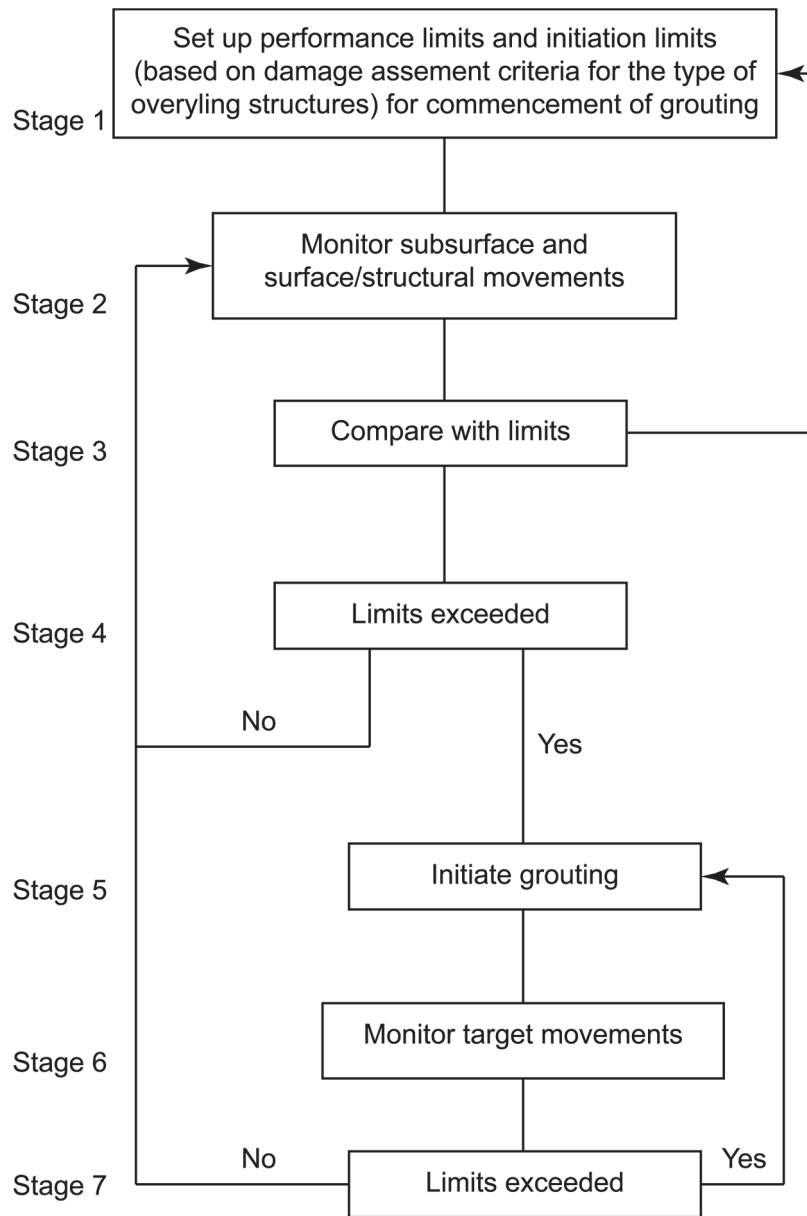 Set up performance limits and initiation limits
(based on damage assement criteria for the type of
overyling structures) for commencement of grouting
Stage 1
Monitor subsurface and
surface/structural movements
Stage 2
Compare with limits
Stage 3
Limits exceeded
Stage 4
No
Yes
Initiate grouting
Stage 5
Monitor target movements
Stage 6
No
Yes
Limits exceeded
Stage 7